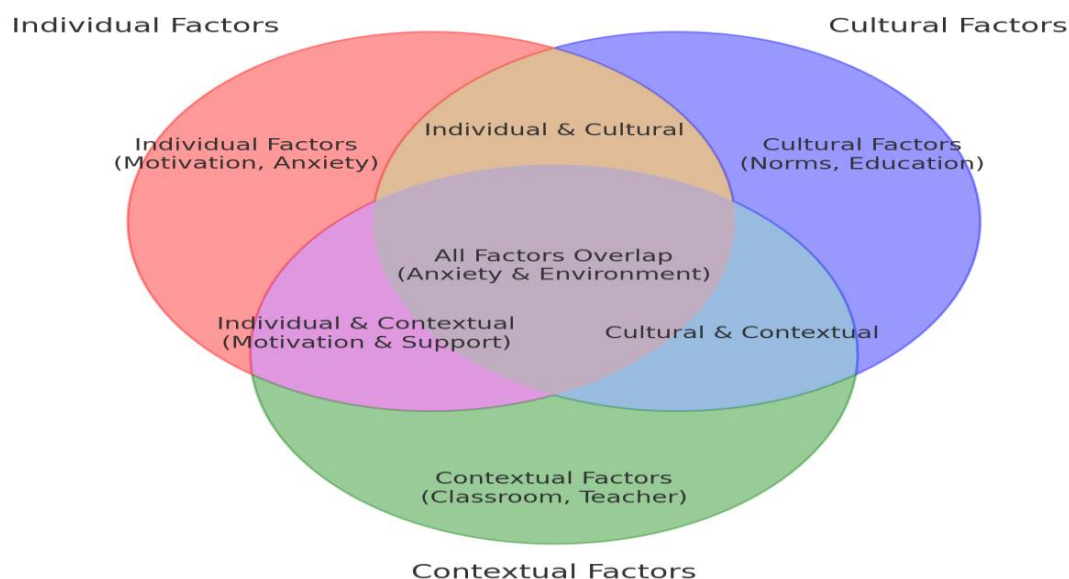 Individual Factors
Cultural Factors
Individual & Cultural
Individual Factors
(Motivation, Anxiety)
Cultural Factors
(Norms, Education)
All Factors Overlap
(Anxiety & Environment)
Individual & Contextual
(Motivation & Support)
Cultural & Contextual
Contextual Factors
(Classroom, Teacher)
Contextual Factors